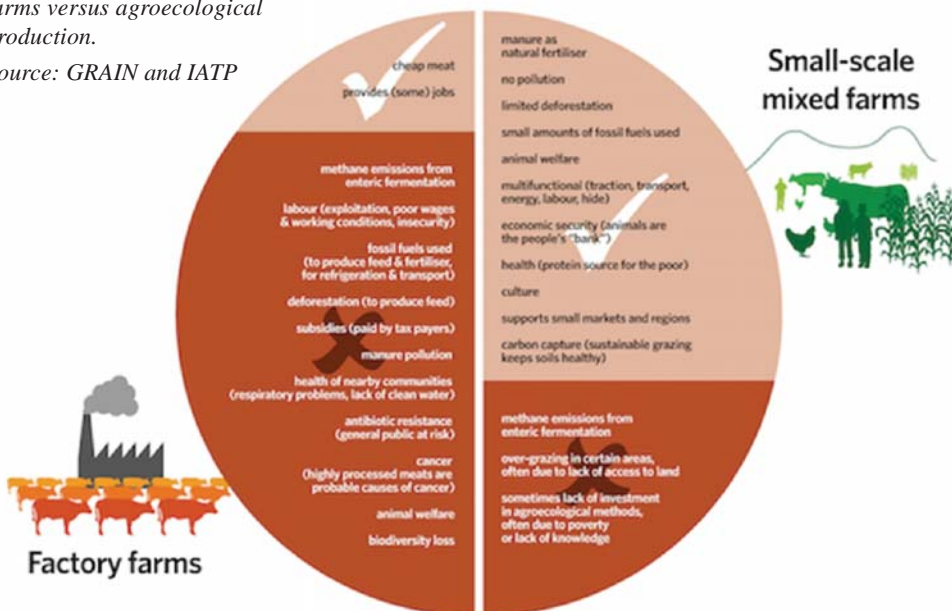 arms versus agroecological
roduction.
ource: GRAIN and IATP
cheap meat
provides (some) jobs
methane emissions from
enteric fermentation
labour (exploitation, poor wages
& working conditions, insecurity)
fossil fuels used
(to produce feed & fertiliser,
for refrigeration & transport)
deforestation (to produce feed)
subsidies (paid by tax payers)
manure pollution
health of nearby communities
(respiratory problems, lack of clean water)
antibiotic resistance
(general public at risk)
cancer
(highly processed meats are
probable causes of cancer)
animal welfare
biodiversity loss
Factory farms
manure as
natural fertiliser
no pollution
limited deforestation
small amounts of fossil fuels used
animal welfare
multifunctional (traction, transport,
energy, labour, hide)
economic security (animals are
the people's "bank")
health (protein source for the poor)
culture
supports small markets and regions
carbon capture (sustainable grazing
keeps soils healthy)
methane emissions from
enteric fermentation
over-grazing in certain areas,
often due to lack of access to land
sometimes lack of investment
in agroecological methods,
often due to poverty
or lack of knowledge
Small-scale
mixed farms